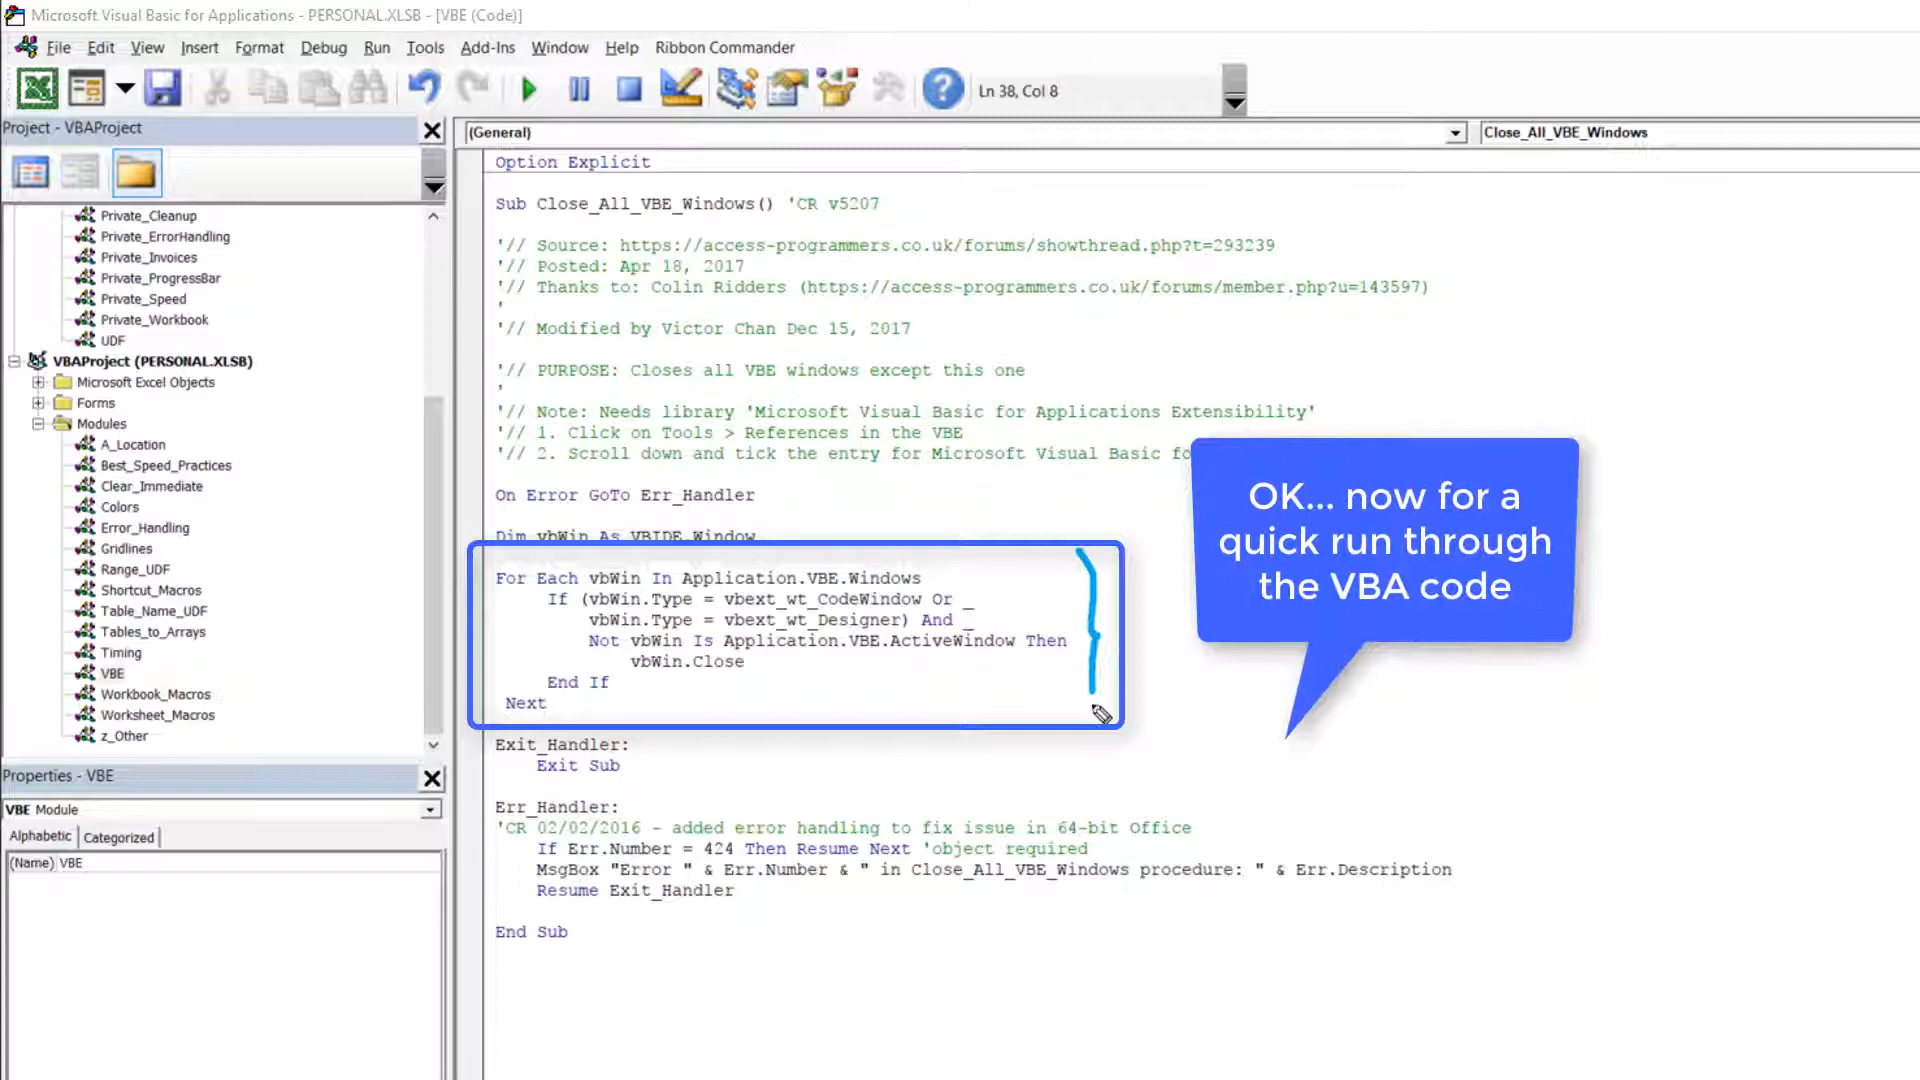 Microsoft Visual Basic for Applications - PERSONAL.XLSB - [VBE (Code)]
File Edit View Insert Format Debug Run Tools Add-Ins Window Help Ribbon Commander
Ln 38, Col 8
Project - VBAProject
Private_Cleanup
Private_ErrorHandling
Private_Invoices
Private_ProgressBar
Private_Speed
Private_Workbook
UDF
VBAProject (PERSONAL.XLSB)
Microsoft Excel Objects
Forms
Modules
A_Location
Best_Speed_Practices
Clear_Immediate
Colors
Error_Handling
Gridlines
Range_UDF
Shortcut_Macros
Table_Name_UDF
Tables_to_Arrays
Timing
VBE
Workbook_Macros
Worksheet_Macros
z_Other
Properties - VBE
VBE Module
Alphabetic Categorized
(Name) VBE
(General) Close_All_VBE_Windows
Option Explicit
Sub Close_All_VBE_Windows() 'CR v5207
'// Source: https://access-programmers.co.uk/forums/showthread.php?t=293239
'// Posted: Apr 18, 2017
'// Thanks to: Colin Ridders (https://access-programmers.co.uk/forums/member.php?u=143597)
'
'// Modified by Victor Chan Dec 15, 2017
'// PURPOSE: Closes all VBE windows except this one
'
'// Note: Needs library 'Microsoft Visual Basic for Applications Extensibility'
'// 1. Click on Tools > References in the VBE
'// 2. Scroll down and tick the entry for Microsoft Visual Basic fo
On Error GoTo Err_Handler
Dim vbWin As VBIDE.Window
For Each vbWin In Application.VBE.Windows
If (vbWin.Type = vbext_wt_CodeWindow Or _
vbWin.Type = vbext_wt_Designer) And _
Not vbWin Is Application.VBE.ActiveWindow Then
vbWin.Close
End If
Next
Exit_Handler:
Exit Sub
Err_Handler:
'CR 02/02/2016 - added error handling to fix issue in 64-bit Office
If Err.Number = 424 Then Resume Next 'object required
MsgBox "Error " & Err.Number & " in Close_All_VBE_Windows procedure: " & Err.Description
Resume Exit_Handler
End Sub
OK... now for a
quick run through
the VBA code